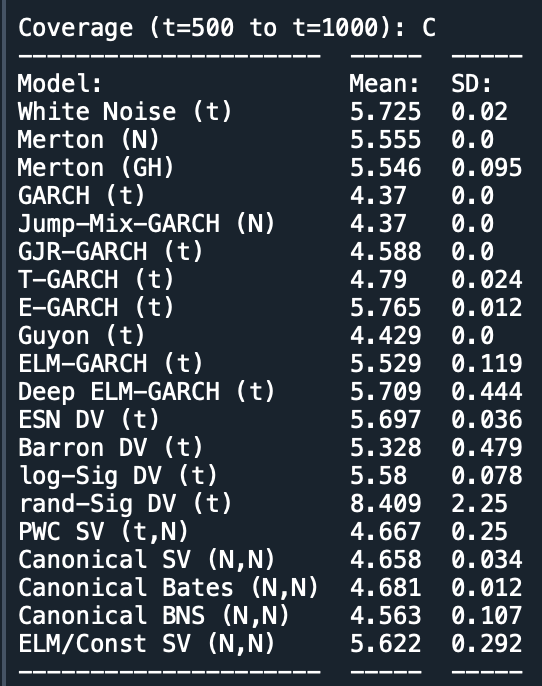 Coverage (t=500 to t=1000): C
--------------------- ----- -----
Model: Mean: SD:
White Noise (t) 5.725 0.02
Merton (N) 5.555 0.0
Merton (GH) 5.546 0.095
GARCH (t) 4.37 0.0
Jump-Mix-GARCH (N) 4.37 0.0
GJR-GARCH (t) 4.588 0.0
T-GARCH (t) 4.79 0.024
E-GARCH (t) 5.765 0.012
Guyon (t) 4.429 0.0
ELM-GARCH (t) 5.529 0.119
Deep ELM-GARCH (t) 5.709 0.444
ESN DV (t) 5.697 0.036
Barron DV (t) 5.328 0.479
log-Sig DV (t) 5.58 0.078
rand-Sig DV (t) 8.409 2.25
PWC SV (t,N) 4.667 0.25
Canonical SV (N,N) 4.658 0.034
Canonical Bates (N,N) 4.681 0.012
Canonical BNS (N,N) 4.563 0.107
ELM/Const SV (N,N) 5.622 0.292
--------------------- ----- -----